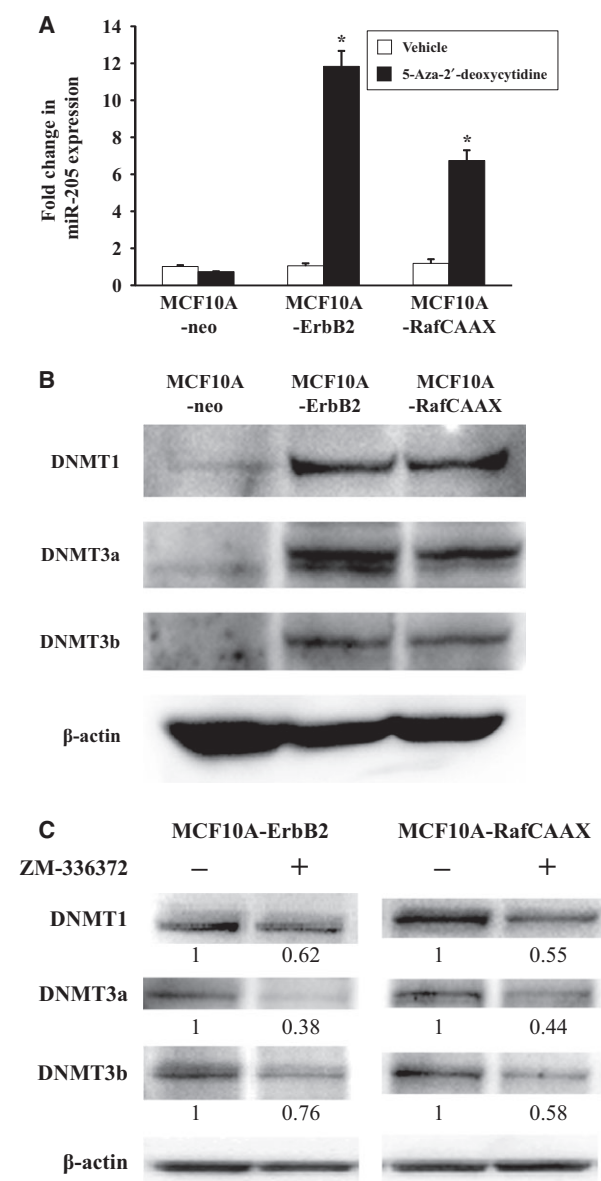 A
14
12
10
8
6
4
2
0
Fold change in
miR-205 expression
*
*
Vehicle
5-Aza-2′-deoxycytidine
MCF10A
-neo
MCF10A
-ErbB2
MCF10A
-RafCAAX
B
MCF10A
-neo
MCF10A
-ErbB2
MCF10A
-RafCAAX
DNMT1
DNMT3a
DNMT3b
β-actin
C
MCF10A-ErbB2 MCF10A-RafCAAX
ZM-336372 – + – +
DNMT1
1 0.62 1 0.55
DNMT3a
1 0.38 1 0.44
DNMT3b
1 0.76 1 0.58
β-actin